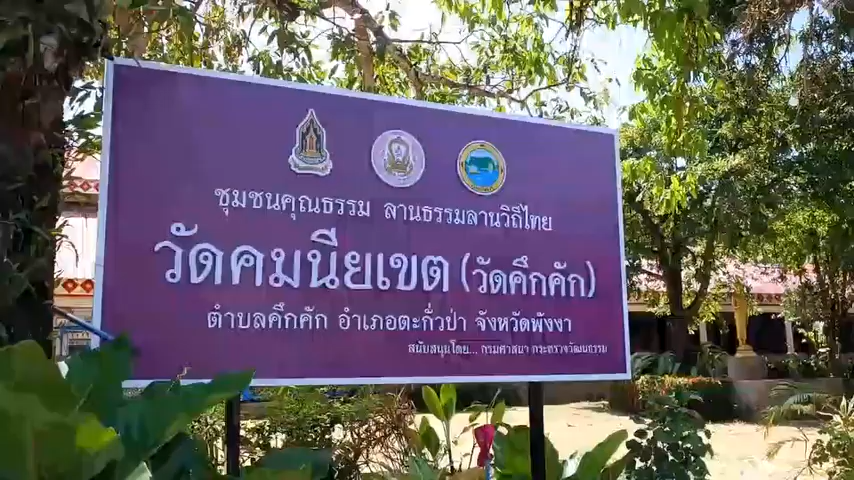 ชุมชนคุณธรรม ลานธรรมลานวิถีไทย
วัดคมนียเขต (วัดคึกคัก)
ตำบลคึกคัก อำเภอตะกั่วป่า จังหวัดพังงา
สนับสนุนโดย... กรมศาสนา กระทรวงวัฒนธรรม